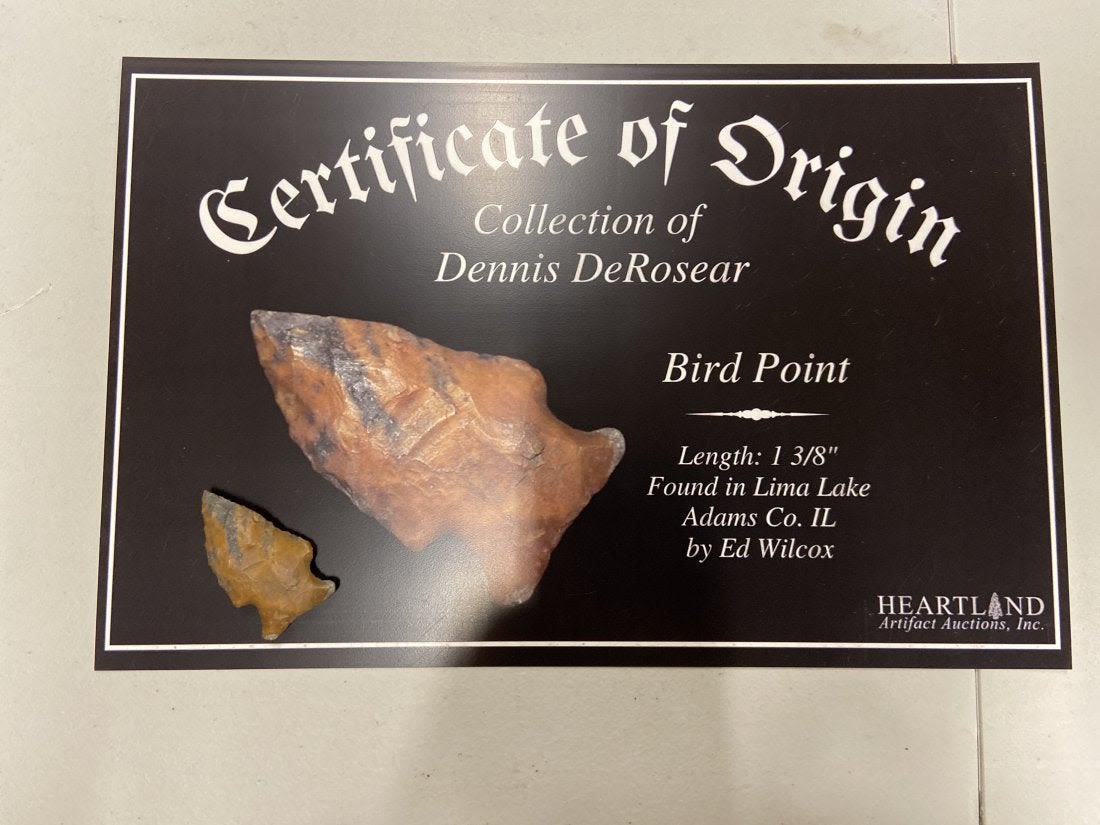 Certificate of Origin
Collection of
Dennis DeRosear
Bird Point
Length: 1 3/8"
Found in Lima Lake
Adams Co. IL
by Ed Wilcox
HEARTLAND
Artifact Auctions, Inc.